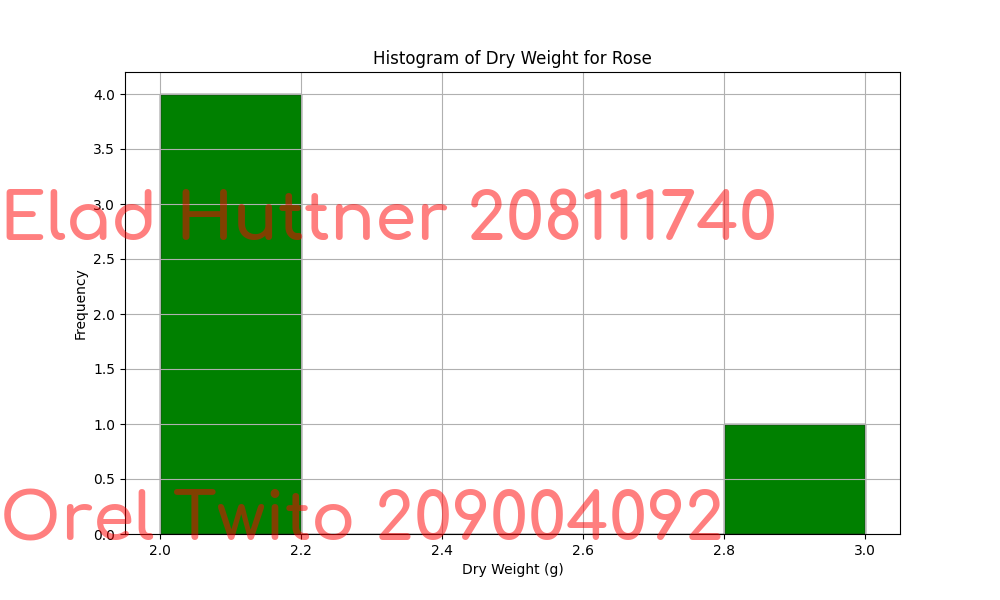 Histogram of Dry Weight for Rose
4.0
3.5
Elad Huttner 208111740
3.0
2.5
Frequency
2.0
1.5
1.0
0.5
Orel Twito 209004092
0.0
2.0 2.2 2.4 2.6 2.8 3.0
Dry Weight (g)